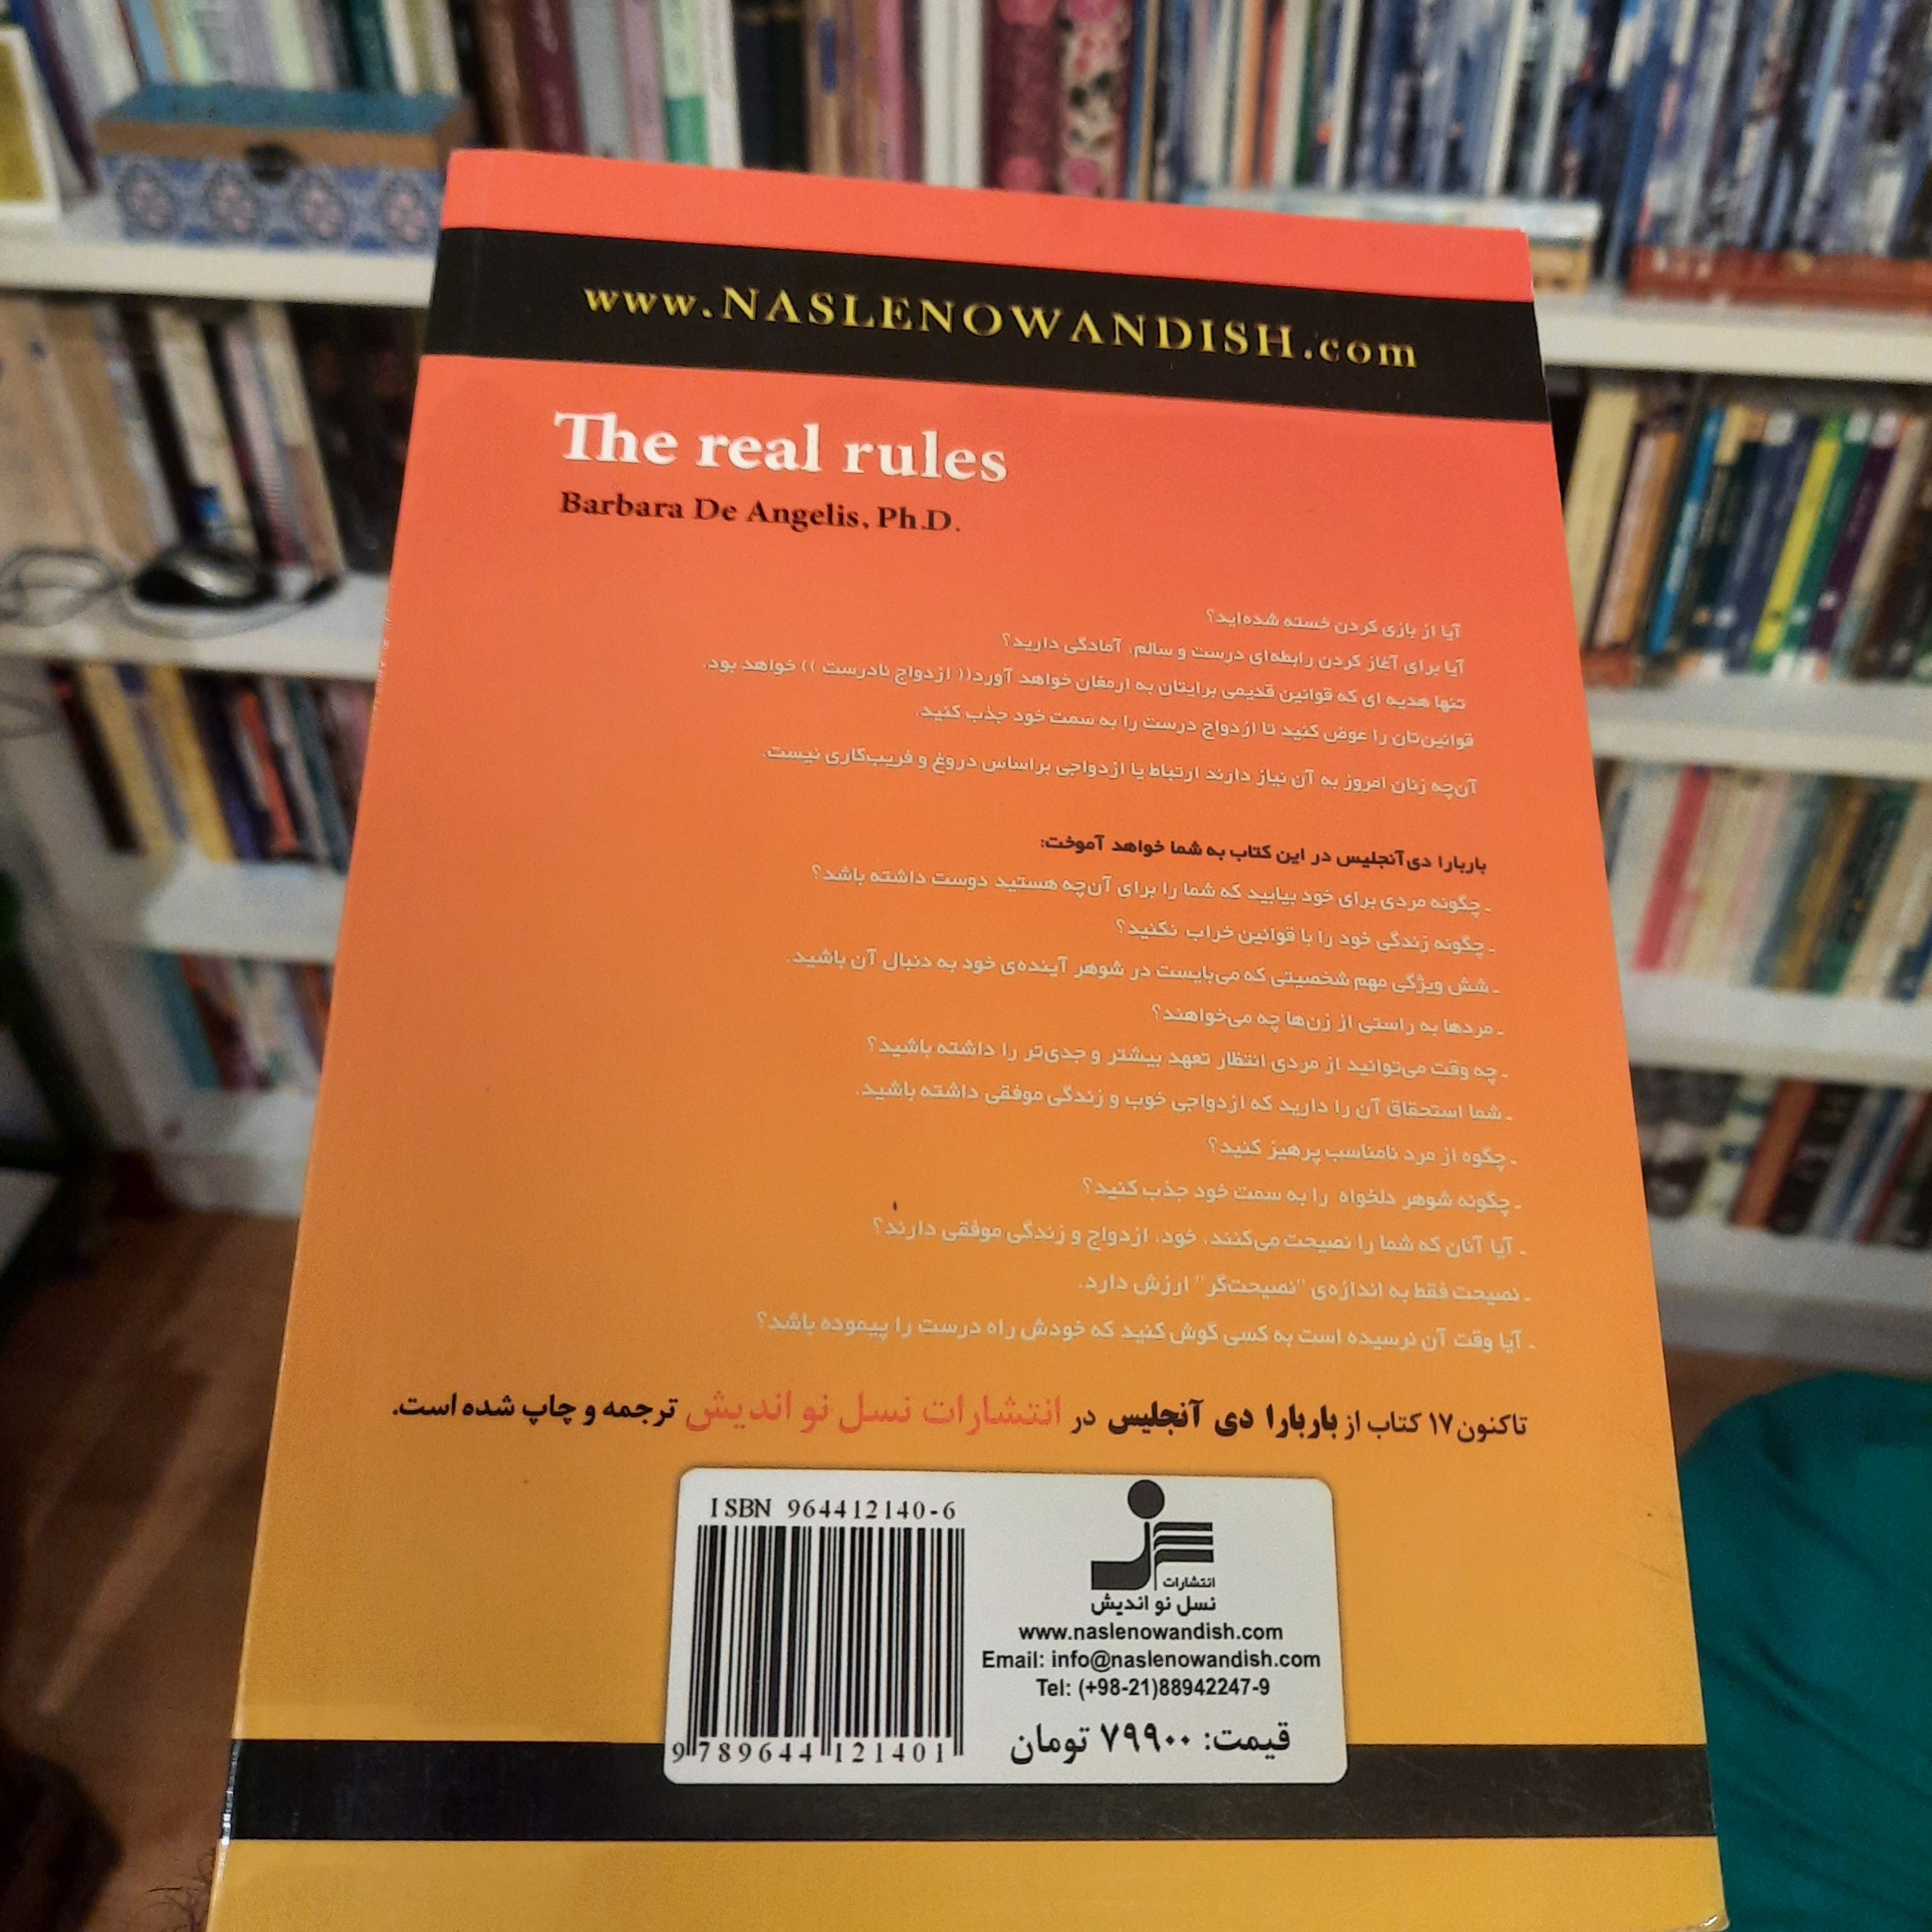 www.NASLENOWANDISH.com
The real rules
Barbara De Angelis, Ph.D.
آیا از بازی کردن خسته شده‌اید؟
آیا برای آغاز کردن رابطه‌ای درست و سالم، آمادگی دارید؟
تنها هدیه ای که قوانین قدیمی برایتان به ارمغان خواهد آورد(( ازدواج نادرست )) خواهد بود.
قوانین‌تان را عوض کنید تا ازدواج درست را به سمت خود جذب کنید.
آن‌چه زنان امروز به آن نیاز دارند ارتباط یا ازدواجی براساس دروغ و فریب‌کاری نیست.
باربارا دی‌آنجلیس در این کتاب به شما خواهد آموخت:
- چگونه مردی برای خود بیابید که شما را برای آن‌چه هستید دوست داشته باشد؟
- چگونه زندگی خود را با قوانین خراب نکنید؟
- شش ویژگی مهم شخصیتی که می‌بایست در شوهر آینده‌ی خود به دنبال آن باشید.
- مردها به راستی از زن‌ها چه می‌خواهند؟
- چه وقت می‌توانید از مردی انتظار تعهد بیشتر و جدی‌تر را داشته باشید؟
- شما استحقاق آن را دارید که ازدواجی خوب و زندگی موفقی داشته باشید.
- چگوه از مرد نامناسب پرهیز کنید؟
- چگونه شوهر دلخواه را به سمت خود جذب کنید؟
- آیا آنان که شما را نصیحت می‌کنند، خود، ازدواج و زندگی موفقی دارند؟
- نصیحت فقط به اندازه‌ی "نصیحت‌گر" ارزش دارد.
- آیا وقت آن نرسیده است به کسی گوش کنید که خودش راه درست را پیموده باشد؟
تاکنون ۱۷ کتاب از باربارا دی آنجلیس در انتشارات نسل نو اندیش ترجمه و چاپ شده است.
ISBN 964412140-6
9 789644 121401
انتشارات
نسل نو اندیش
www.naslenowandish.com
Email: info@naslenowandish.com
Tel: (+98-21)88942247-9
قیمت: ۷۹۹۰۰ تومان